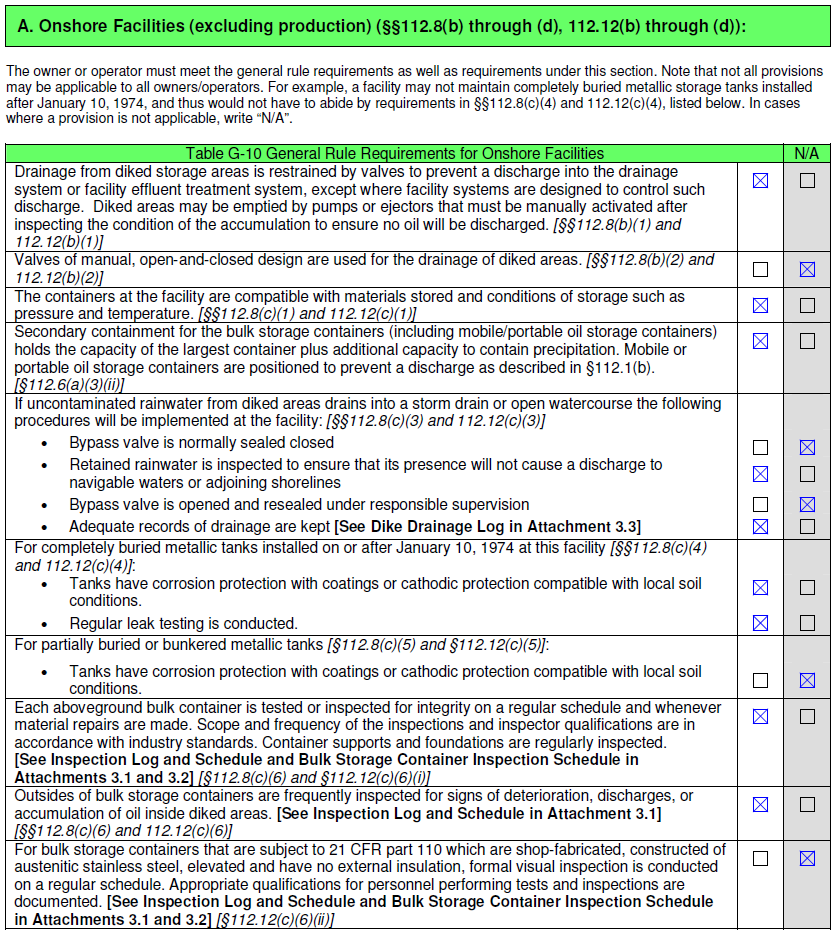 A. Onshore Facilities (excluding production) (§§112.8(b) through (d), 112.12(b) through (d)):
The owner or operator must meet the general rule requirements as well as requirements under this section. Note that not all provisions
may be applicable to all owners/operators. For example, a facility may not maintain completely buried metallic storage tanks installed
after January 10, 1974, and thus would not have to abide by requirements in §§112.8(c)(4) and 112.12(c)(4), listed below. In cases
where a provision is not applicable, write “N/A”.
Table G-10 General Rule Requirements for Onshore Facilities N/A
Drainage from diked storage areas is restrained by valves to prevent a discharge into the drainage
system or facility effluent treatment system, except where facility systems are designed to control such
discharge. Diked areas may be emptied by pumps or ejectors that must be manually activated after
inspecting the condition of the accumulation to ensure no oil will be discharged. [§§112.8(b)(1) and
112.12(b)(1)]
Valves of manual, open-and-closed design are used for the drainage of diked areas. [§§112.8(b)(2) and
112.12(b)(2)]
The containers at the facility are compatible with materials stored and conditions of storage such as
pressure and temperature. [§§112.8(c)(1) and 112.12(c)(1)]
Secondary containment for the bulk storage containers (including mobile/portable oil storage containers)
holds the capacity of the largest container plus additional capacity to contain precipitation. Mobile or
portable oil storage containers are positioned to prevent a discharge as described in §112.1(b).
[§112.6(a)(3)(ii)]
If uncontaminated rainwater from diked areas drains into a storm drain or open watercourse the following
procedures will be implemented at the facility: [§§112.8(c)(3) and 112.12(c)(3)]
• Bypass valve is normally sealed closed
• Retained rainwater is inspected to ensure that its presence will not cause a discharge to
navigable waters or adjoining shorelines
• Bypass valve is opened and resealed under responsible supervision
• Adequate records of drainage are kept [See Dike Drainage Log in Attachment 3.3]
For completely buried metallic tanks installed on or after January 10, 1974 at this facility [§§112.8(c)(4)
and 112.12(c)(4)]:
• Tanks have corrosion protection with coatings or cathodic protection compatible with local soil
conditions.
• Regular leak testing is conducted.
For partially buried or bunkered metallic tanks [§112.8(c)(5) and §112.12(c)(5)]:
• Tanks have corrosion protection with coatings or cathodic protection compatible with local soil
conditions.
Each aboveground bulk container is tested or inspected for integrity on a regular schedule and whenever
material repairs are made. Scope and frequency of the inspections and inspector qualifications are in
accordance with industry standards. Container supports and foundations are regularly inspected.
[See Inspection Log and Schedule and Bulk Storage Container Inspection Schedule in
Attachments 3.1 and 3.2] [§112.8(c)(6) and §112.12(c)(6)(i)]
Outsides of bulk storage containers are frequently inspected for signs of deterioration, discharges, or
accumulation of oil inside diked areas. [See Inspection Log and Schedule in Attachment 3.1]
[§§112.8(c)(6) and 112.12(c)(6)]
For bulk storage containers that are subject to 21 CFR part 110 which are shop-fabricated, constructed of
austenitic stainless steel, elevated and have no external insulation, formal visual inspection is conducted
on a regular schedule. Appropriate qualifications for personnel performing tests and inspections are
documented. [See Inspection Log and Schedule and Bulk Storage Container Inspection Schedule
in Attachments 3.1 and 3.2] [§112.12(c)(6)(ii)]